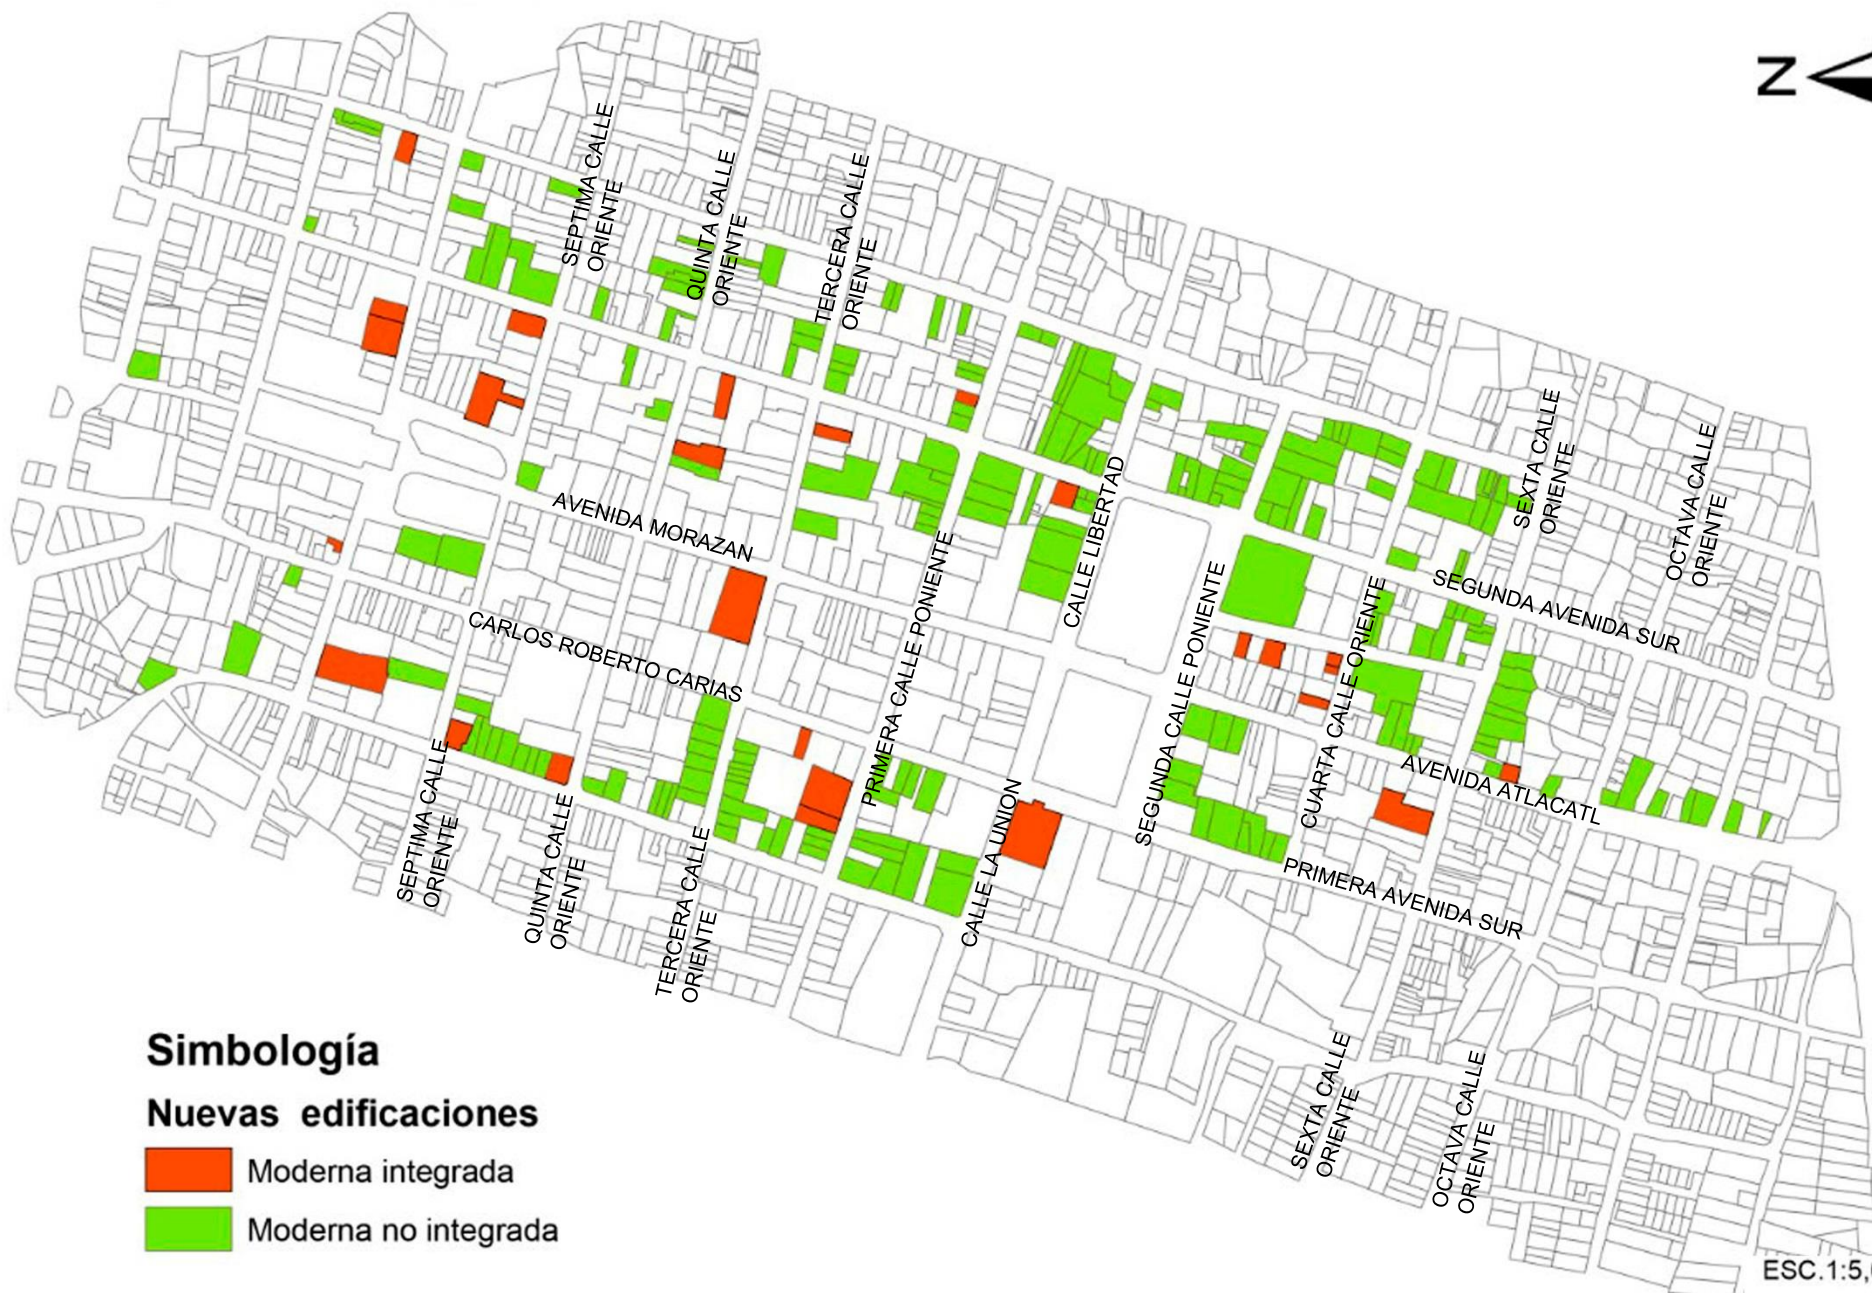 Z
SEPTIMA CALLE
ORIENTE
QUINTA CALLE
ORIENTE
TERCERA CALLE
ORIENTE
SEXTA CALLE
ORIENTE
OCTAVA CALLE
ORIENTE
AVENIDA MORAZAN
CALLE LIBERTAD
PRIMERA CALLE PONIENTE
SEGUNDA CALLE PONIENTE
CUARTA CALLE ORIENTE
SEGUNDA AVENIDA SUR
CARLOS ROBERTO CARIAS
AVENIDA ATLACATL
PRIMERA AVENIDA SUR
CALLE LA UNION
SEPTIMA CALLE
ORIENTE
QUINTA CALLE
ORIENTE
TERCERA CALLE
ORIENTE
SEXTA CALLE
ORIENTE
OCTAVA CALLE
ORIENTE
Simbología
Nuevas edificaciones
Moderna integrada
Moderna no integrada
ESC.1:5,